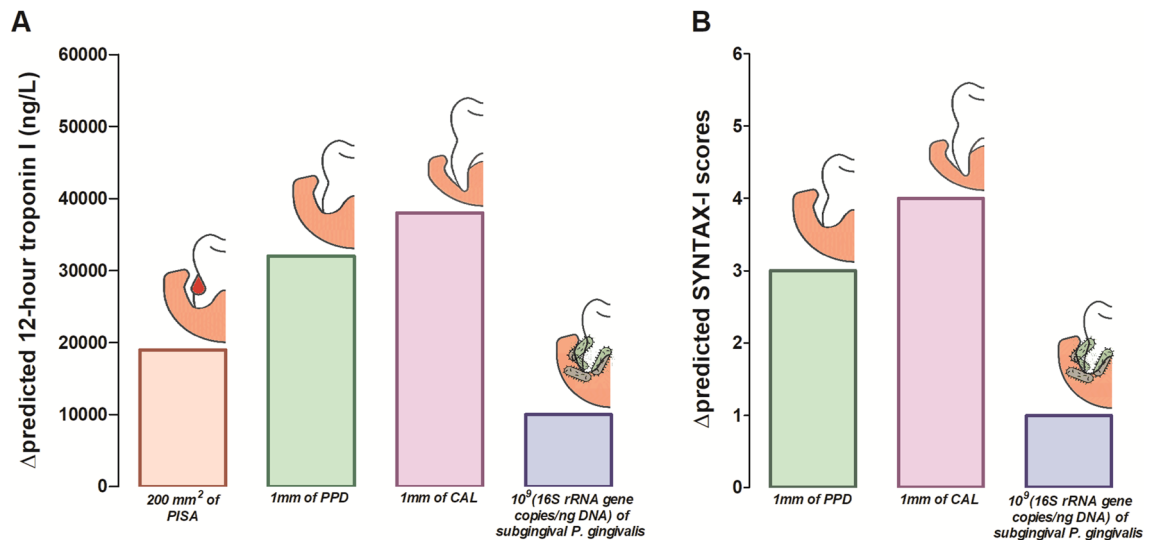 A
Δpredicted 12-hour troponin I (ng/L)
60000
50000
40000
30000
20000
10000
0
200 mm² of
PISA
1mm of PPD
1mm of CAL
10⁹(16S rRNA gene
copies/ng DNA) of
subgingival P. gingivalis
B
Δpredicted SYNTAX-I scores
6
5
4
3
2
1
0
1mm of PPD
1mm of CAL
10⁹(16S rRNA gene
copies/ng DNA) of
subgingival P. gingivalis